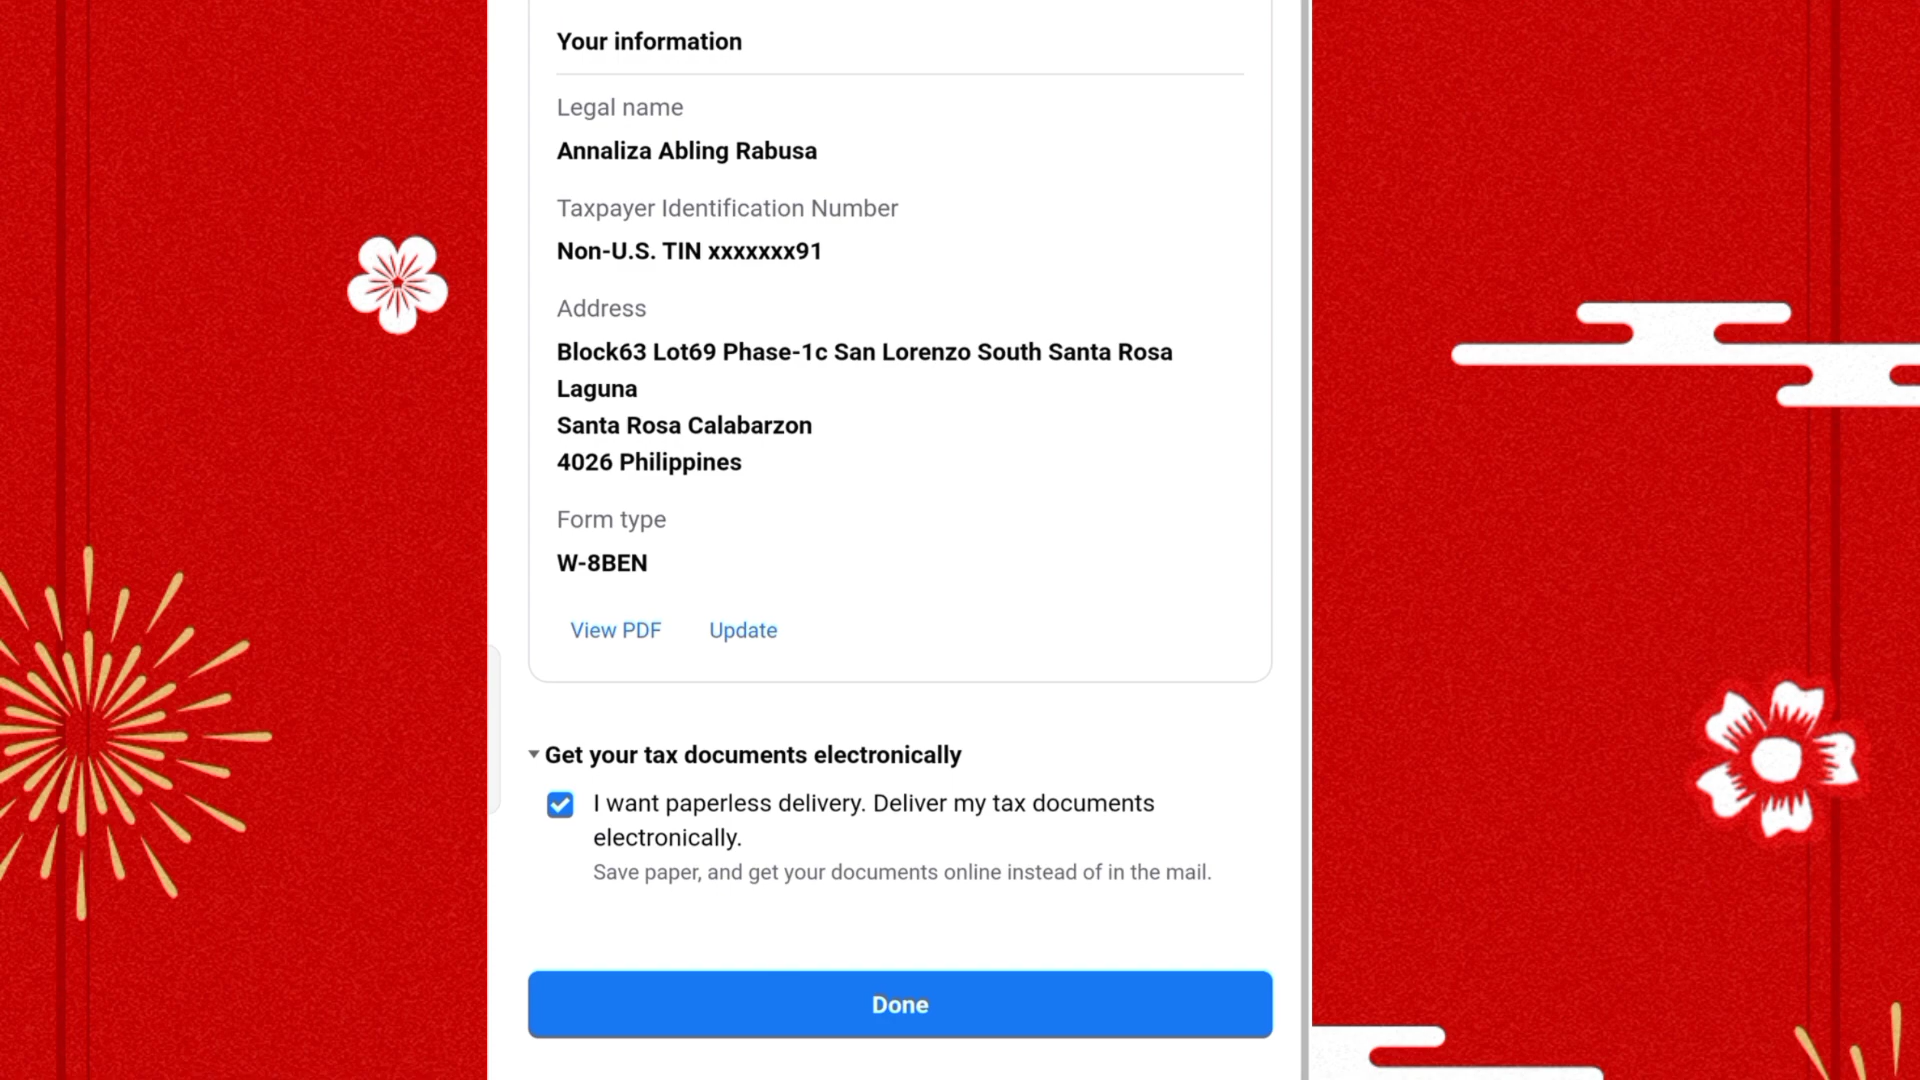 Your information
Legal name
Annaliza Abling Rabusa
Taxpayer Identification Number
Non-U.S. TIN xxxxxxx91
Address
Block63 Lot69 Phase-1c San Lorenzo South Santa Rosa
Laguna
Santa Rosa Calabarzon
4026 Philippines
Form type
W-8BEN
View PDF Update
Get your tax documents electronically
I want paperless delivery. Deliver my tax documents
electronically.
Save paper, and get your documents online instead of in the mail.
Done